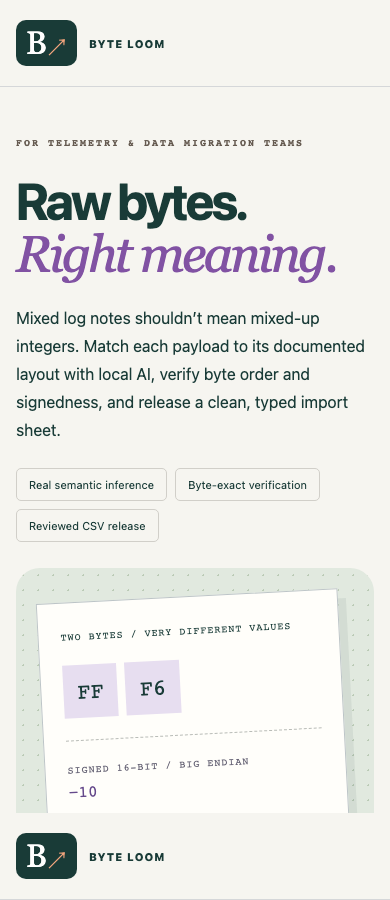 B↗ BYTE LOOM
FOR TELEMETRY & DATA MIGRATION TEAMS
Raw bytes.
Right meaning.
Mixed log notes shouldn’t mean mixed-up
integers. Match each payload to its documented
layout with local AI, verify byte order and
signedness, and release a clean, typed import
sheet.
Real semantic inference
Byte-exact verification
Reviewed CSV release
TWO BYTES / VERY DIFFERENT VALUES
FF F6
SIGNED 16-BIT / BIG ENDIAN
−10
B↗ BYTE LOOM